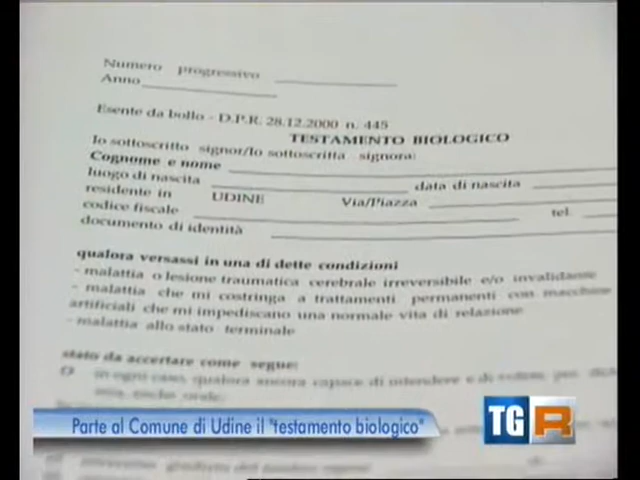 Numero progressivo
Anno
Esente da bollo - D.P.R. 28.12.2000 n. 445
TESTAMENTO BIOLOGICO
Io sottoscritto signor/Io sottoscritta signora:
Cognome e nome
luogo di nascita data di nascita
residente in UDINE Via/Piazza
codice fiscale tel.
documento di identità
qualora versassi in una di dette condizioni
- malattia o lesione traumatica cerebrale irreversibile e/o invalidante
- malattia che mi costringa a trattamenti permanenti con macchine
artificiali che mi impediscano una normale vita di relazione
- malattia allo stato terminale
stato da accertare come segue:
O in ogni caso, qualora ancora capace di intendere e di volere, per
Parte al Comune di Udine il "testamento biologico"
TGR